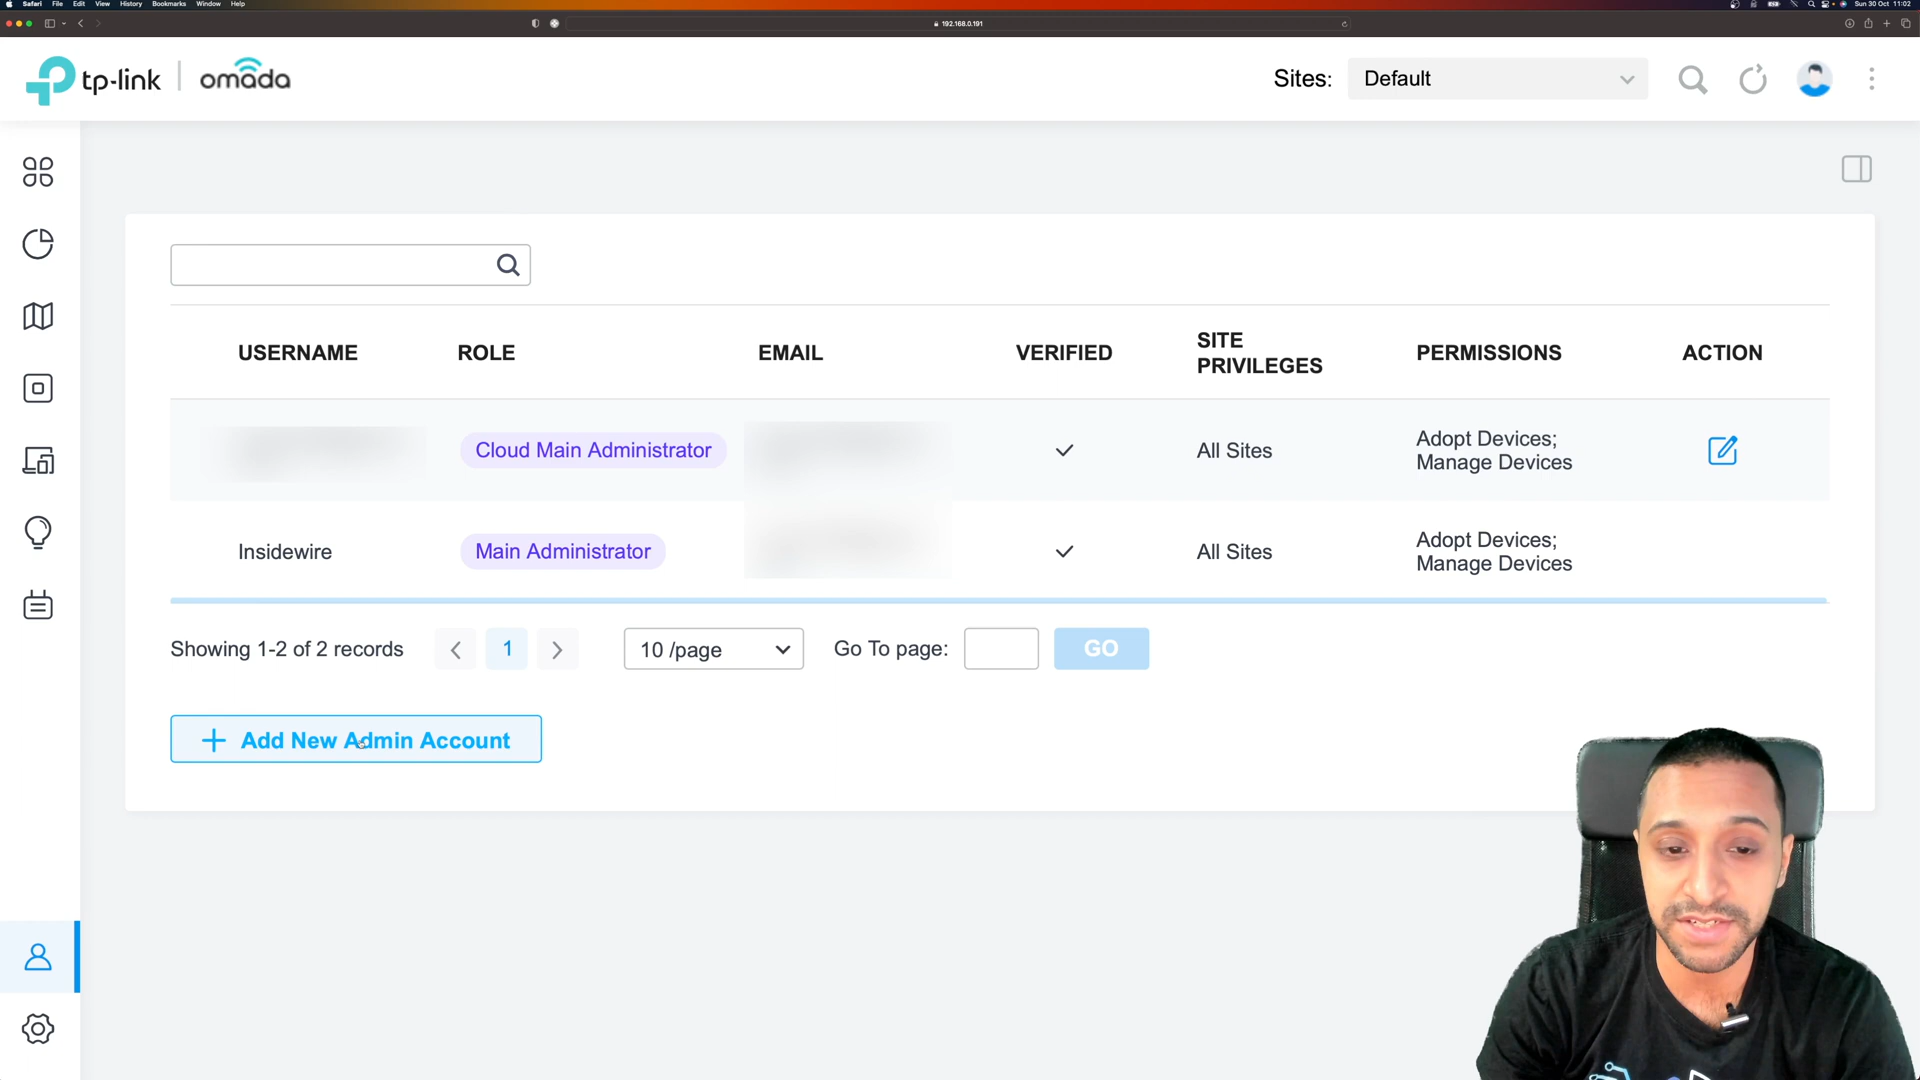 Safari File Edit View History Bookmarks Window Help
Sun 30 Oct 11:02
192.168.0.191
tp-link | omada
Sites: Default
USERNAME ROLE EMAIL VERIFIED SITE PRIVILEGES PERMISSIONS ACTION
Cloud Main Administrator All Sites Adopt Devices;
Manage Devices
Insidewire Main Administrator All Sites Adopt Devices;
Manage Devices
Showing 1-2 of 2 records < 1 > 10 /page Go To page: GO
+ Add New Admin Account